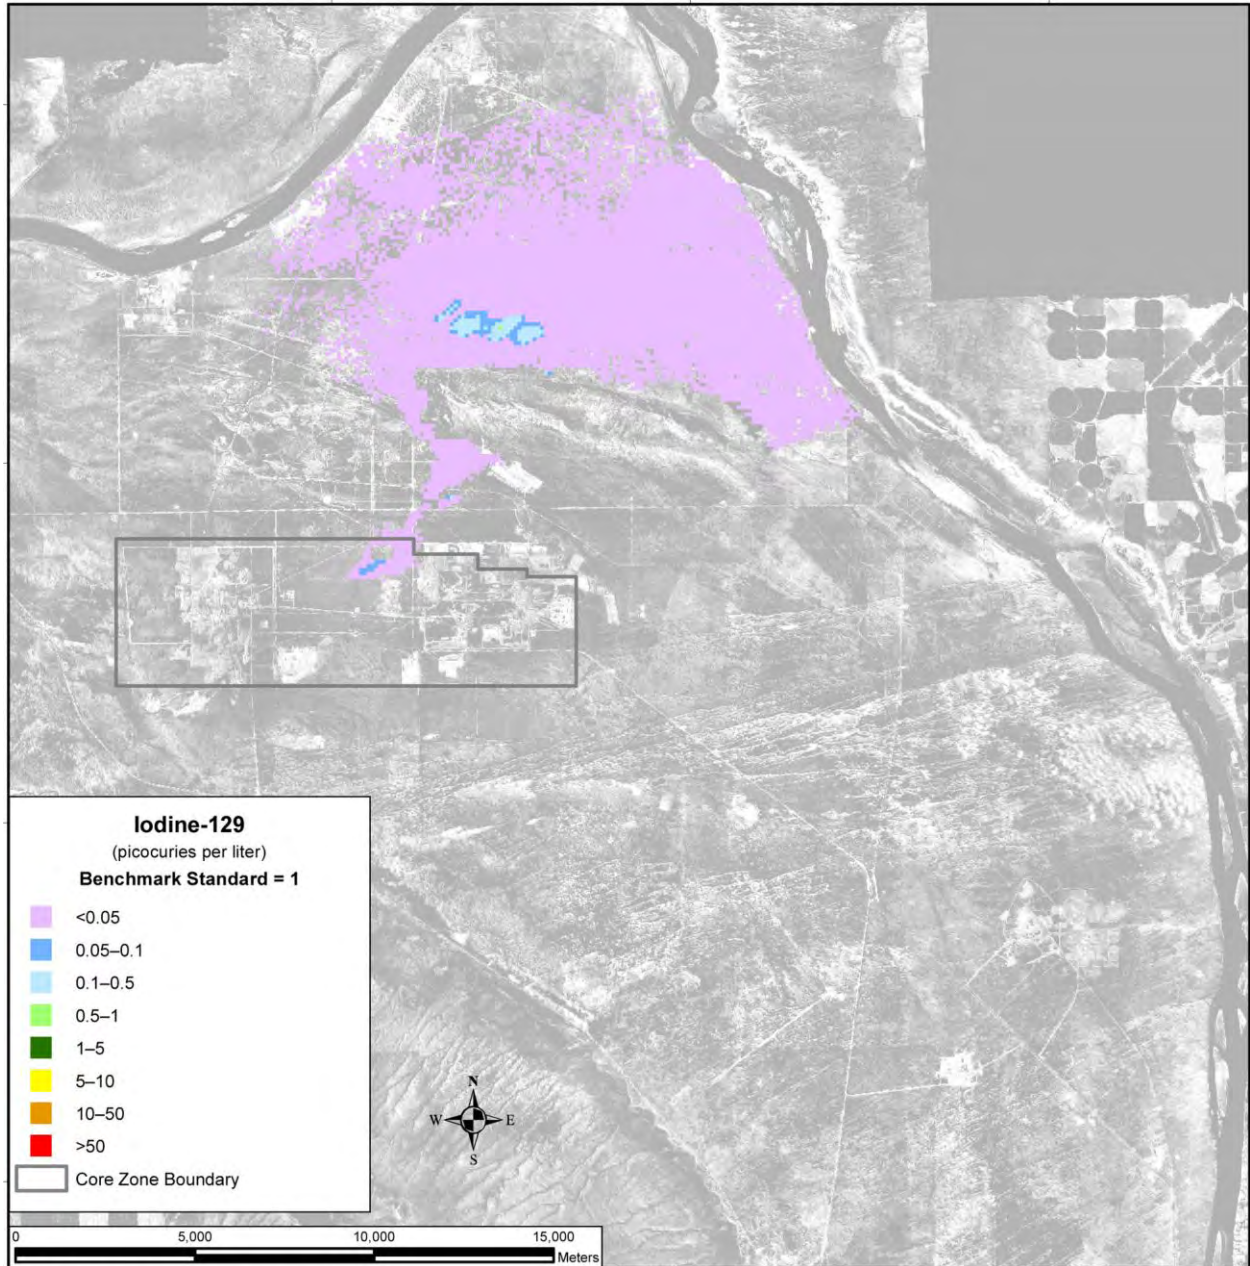 Iodine-129
(picocuries per liter)
Benchmark Standard = 1
<0.05
0.05–0.1
0.1–0.5
0.5–1
1–5
5–10
10–50
>50
Core Zone Boundary
N
W E
S
0 5,000 10,000 15,000
Meters